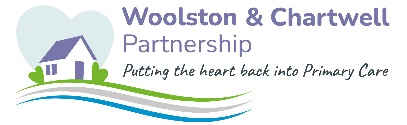 Woolston & Chartwell
Partnership
Putting the heart back into Primary Care